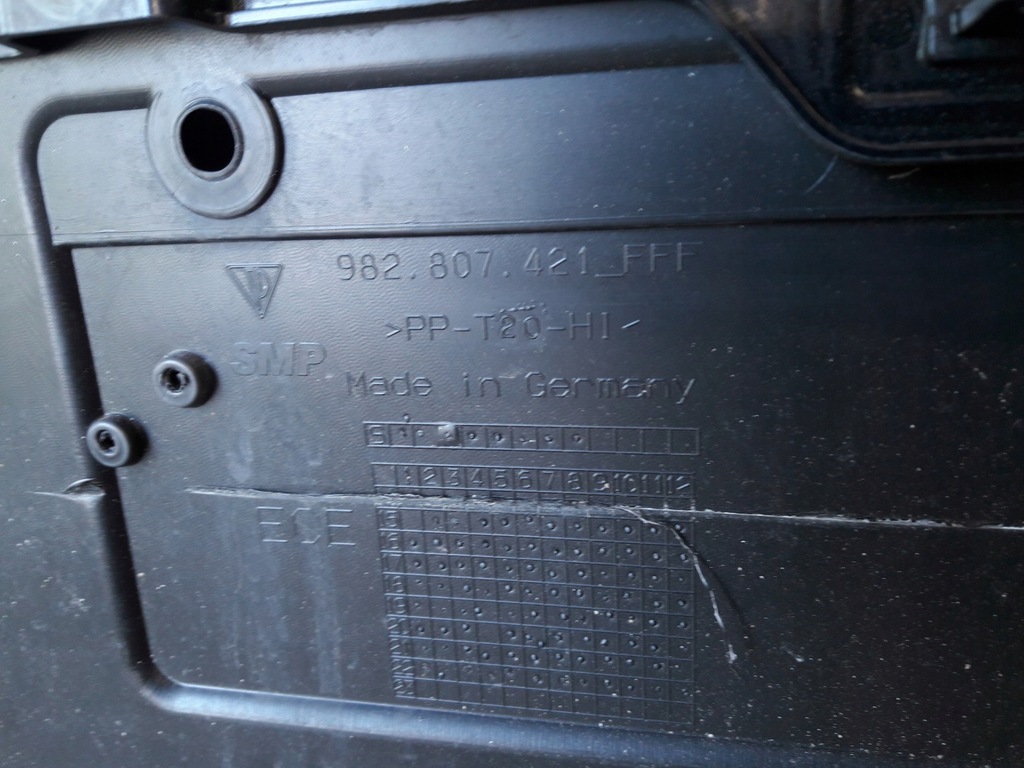 982.807.421_FFF
>PP-T20-HI<
SMP
Made in Germany
1 2 3 4 5 6 7 8 9 10 11 12
ECE